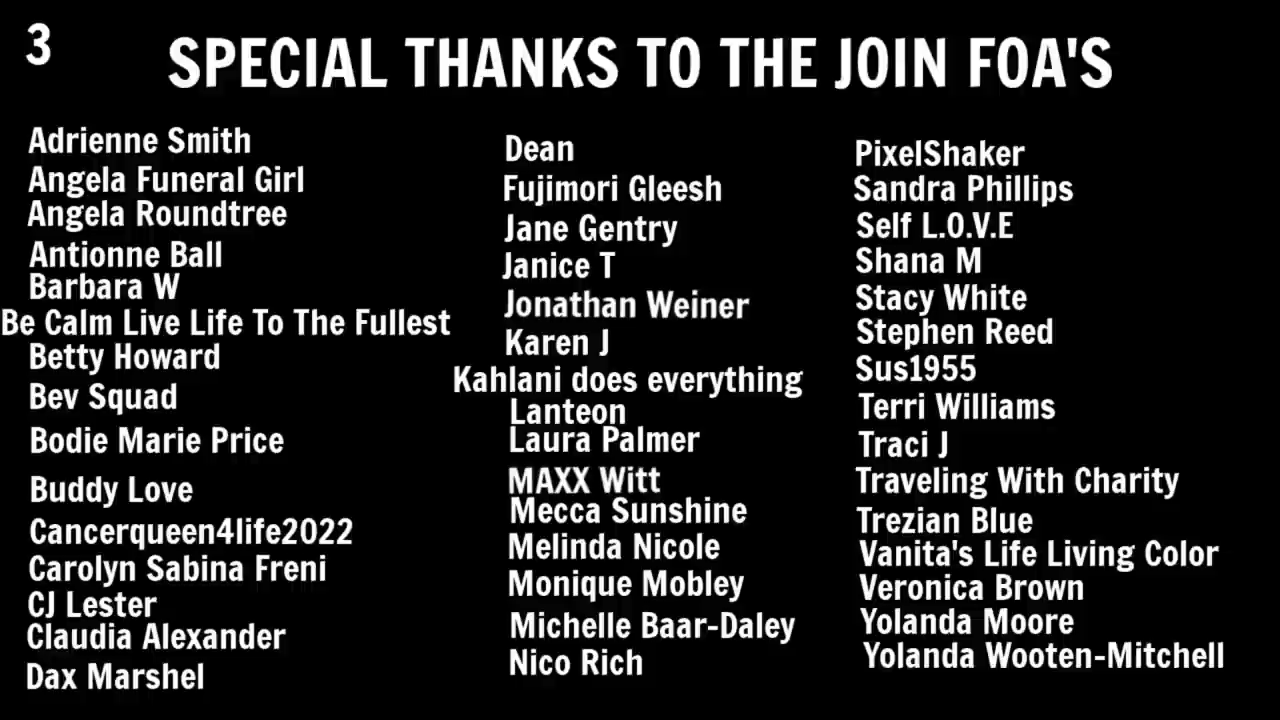 3
SPECIAL THANKS TO THE JOIN FOA'S
Adrienne Smith
Angela Funeral Girl
Angela Roundtree
Antionne Ball
Barbara W
Be Calm Live Life To The Fullest
Betty Howard
Bev Squad
Bodie Marie Price
Buddy Love
Cancerqueen4life2022
Carolyn Sabina Freni
CJ Lester
Claudia Alexander
Dax Marshel
Dean
Fujimori Gleesh
Jane Gentry
Janice T
Jonathan Weiner
Karen J
Kahlani does everything
Lanteon
Laura Palmer
MAXX Witt
Mecca Sunshine
Melinda Nicole
Monique Mobley
Michelle Baar-Daley
Nico Rich
PixelShaker
Sandra Phillips
Self L.O.V.E
Shana M
Stacy White
Stephen Reed
Sus1955
Terri Williams
Traci J
Traveling With Charity
Trezian Blue
Vanita's Life Living Color
Veronica Brown
Yolanda Moore
Yolanda Wooten-Mitchell